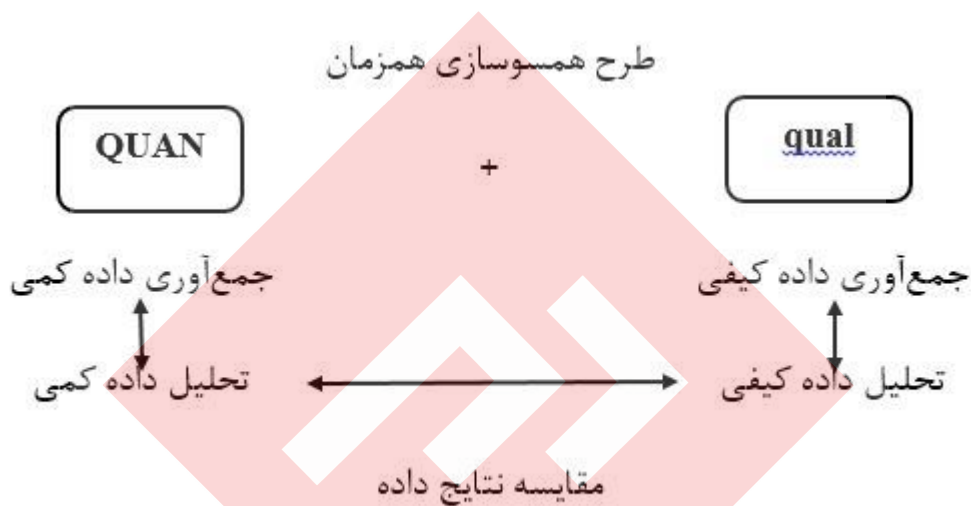 طرح همسوسازی همزمان
qual
+
QUAN
جمع‌آوری داده کیفی
جمع‌آوری داده کمی
تحلیل داده کیفی
تحلیل داده کمی
مقایسه نتایج داده